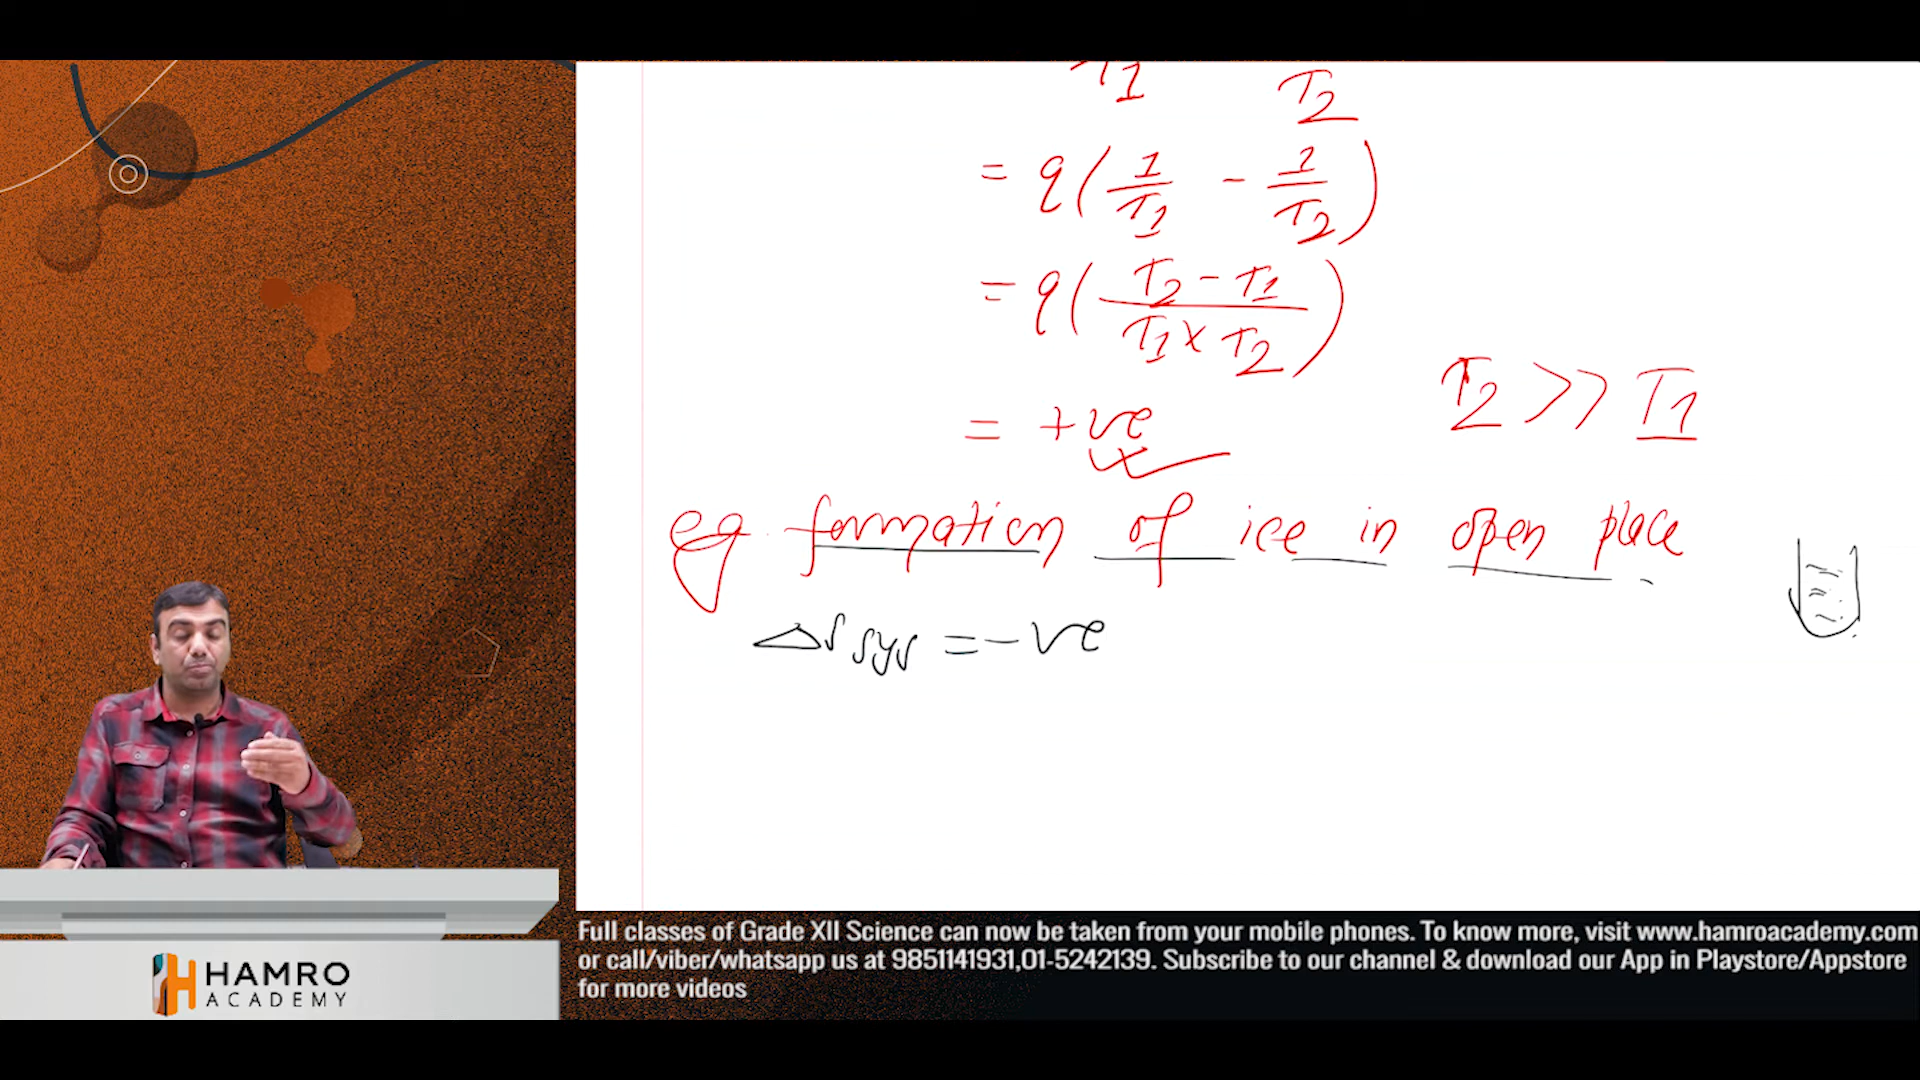 T1 T2
= q(1/T1 - 1/T2)
= q(T2 - T1/T1 x T2)
= +ve T2 >> T1
eg formation of ice in open place
ΔS sys = -ve
HAMRO
ACADEMY
Full classes of Grade XII Science can now be taken from your mobile phones. To know more, visit www.hamroacademy.com
or call/viber/whatsapp us at 9851141931,01-5242139. Subscribe to our channel & download our App in Playstore/Appstore
for more videos